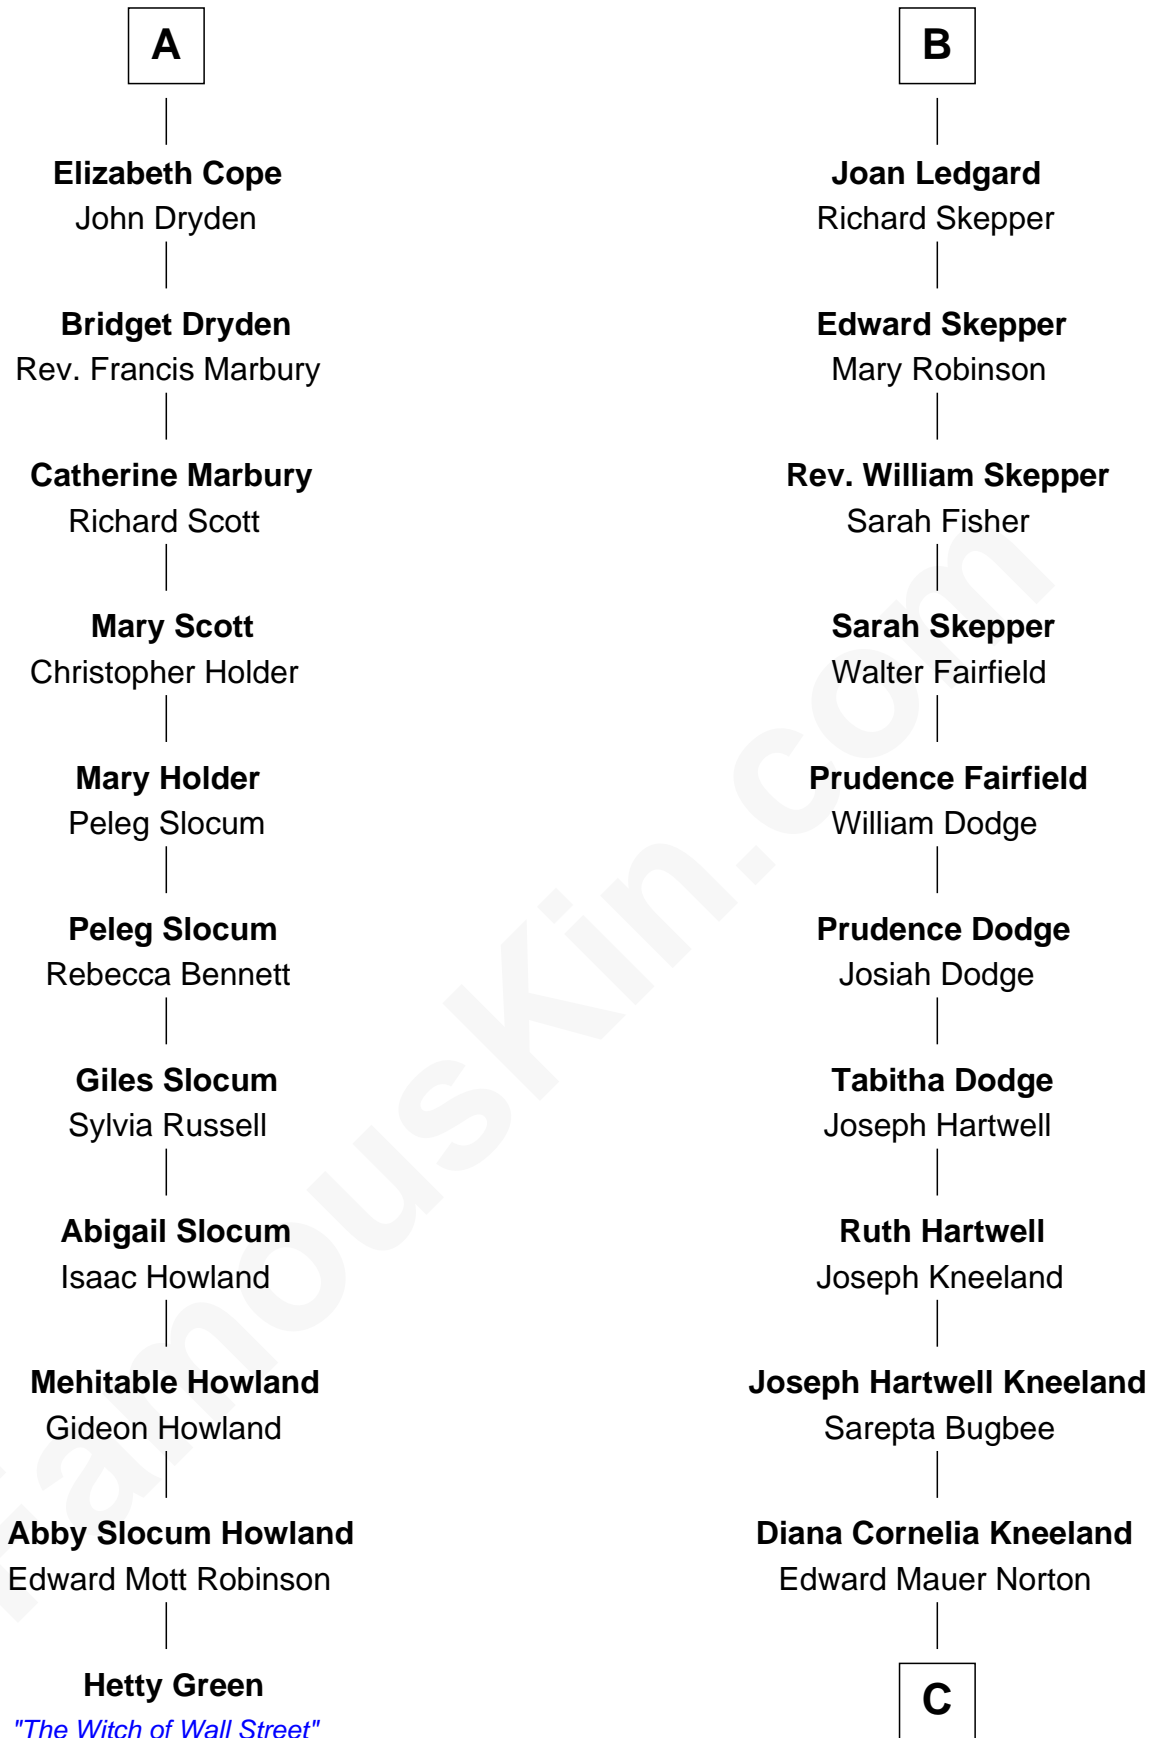 A
Elizabeth Cope
John Dryden
Bridget Dryden
Rev. Francis Marbury
Catherine Marbury
Richard Scott
Mary Scott
Christopher Holder
Mary Holder
Peleg Slocum
Peleg Slocum
Rebecca Bennett
Giles Slocum
Sylvia Russell
Abigail Slocum
Isaac Howland
Mehitable Howland
Gideon Howland
Abby Slocum Howland
Edward Mott Robinson
Hetty Green
"The Witch of Wall Street"
B
Joan Ledgard
Richard Skepper
Edward Skepper
Mary Robinson
Rev. William Skepper
Sarah Fisher
Sarah Skepper
Walter Fairfield
Prudence Fairfield
William Dodge
Prudence Dodge
Josiah Dodge
Tabitha Dodge
Joseph Hartwell
Ruth Hartwell
Joseph Kneeland
Joseph Hartwell Kneeland
Sarepta Bugbee
Diana Cornelia Kneeland
Edward Mauer Norton
C
FamousKin.com